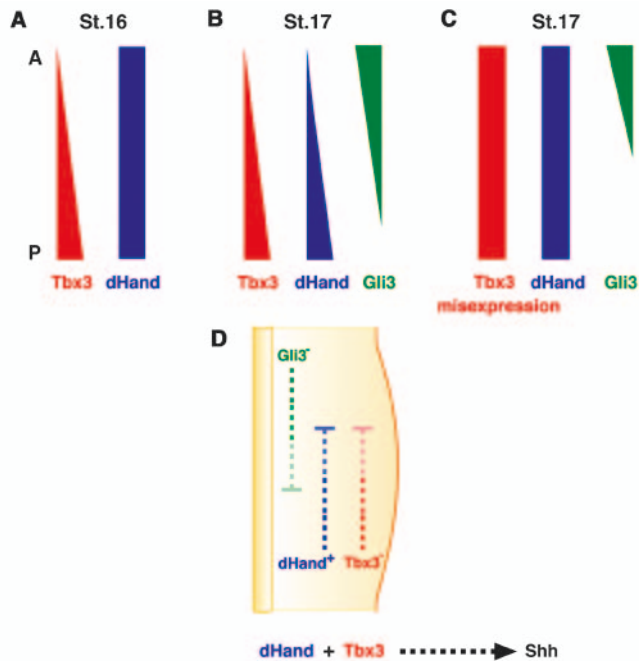 A St.16
A
P
Tbx3 dHand
B St.17
Tbx3 dHand Gli3
C St.17
Tbx3 dHand Gli3
misexpression
D
Gli3-
dHand+ Tbx3-
dHand + Tbx3 Shh